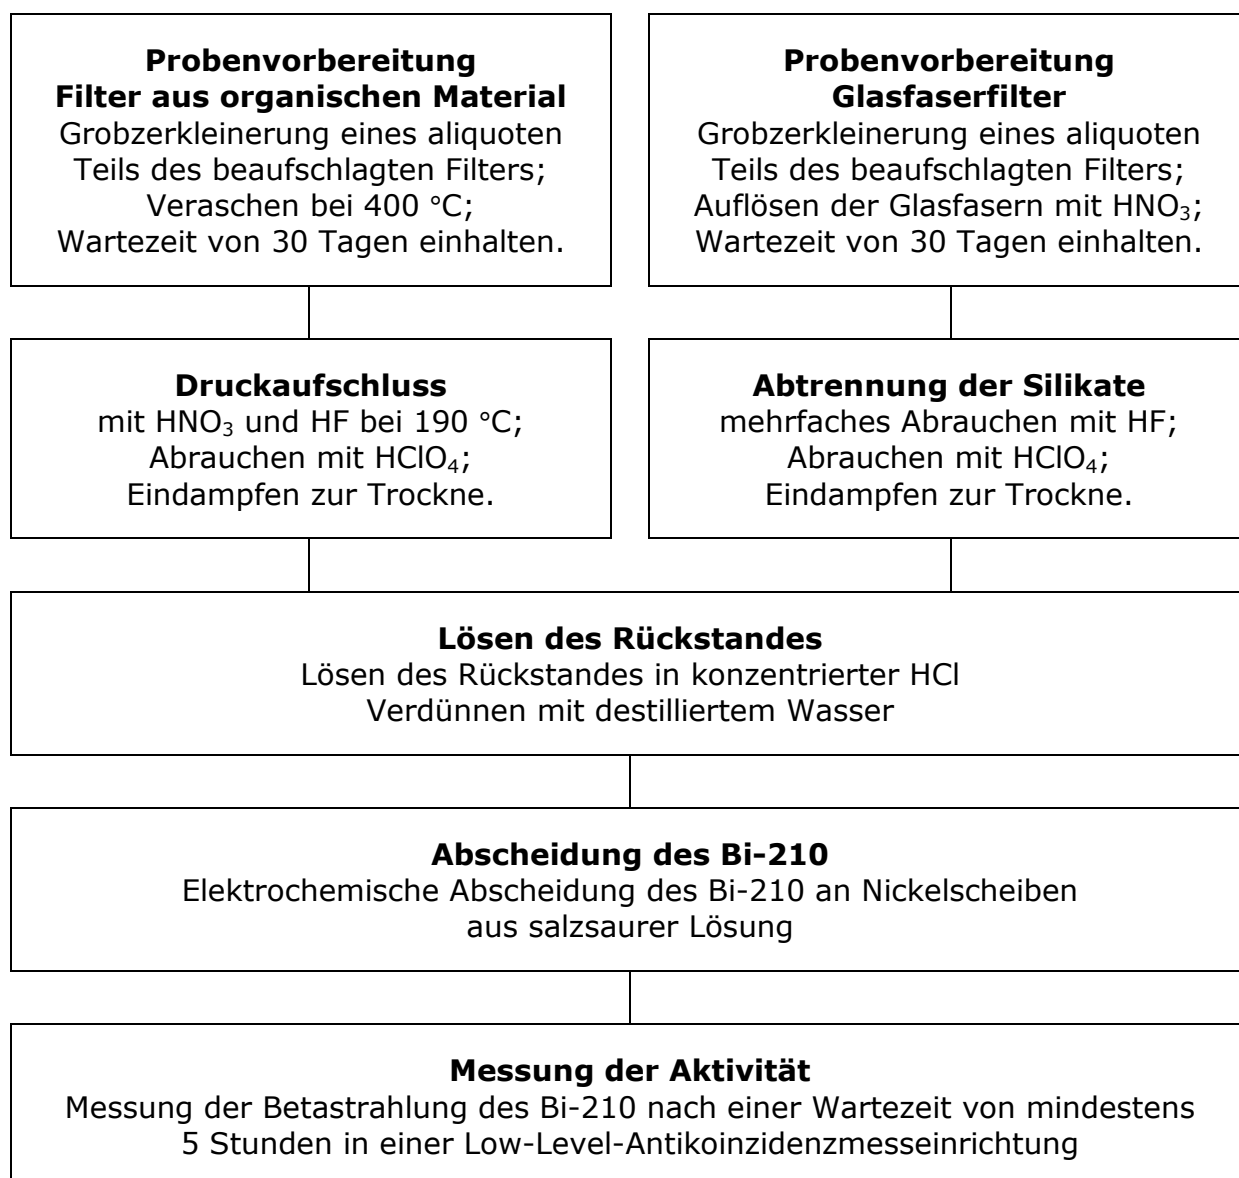 Probenvorbereitung
Filter aus organischen Material
Grobzerkleinerung eines aliquoten
Teils des beaufschlagten Filters;
Veraschen bei 400 °C;
Wartezeit von 30 Tagen einhalten.
Probenvorbereitung
Glasfaserfilter
Grobzerkleinerung eines aliquoten
Teils des beaufschlagten Filters;
Auflösen der Glasfasern mit HNO₃;
Wartezeit von 30 Tagen einhalten.
Druckaufschluss
mit HNO₃ und HF bei 190 °C;
Abrauchen mit HClO₄;
Eindampfen zur Trockne.
Abtrennung der Silikate
mehrfaches Abrauchen mit HF;
Abrauchen mit HClO₄;
Eindampfen zur Trockne.
Lösen des Rückstandes
Lösen des Rückstandes in konzentrierter HCl
Verdünnen mit destilliertem Wasser
Abscheidung des Bi-210
Elektrochemische Abscheidung des Bi-210 an Nickelscheiben
aus salzsaurer Lösung
Messung der Aktivität
Messung der Betastrahlung des Bi-210 nach einer Wartezeit von mindestens
5 Stunden in einer Low-Level-Antikoinzidenzmesseinrichtung